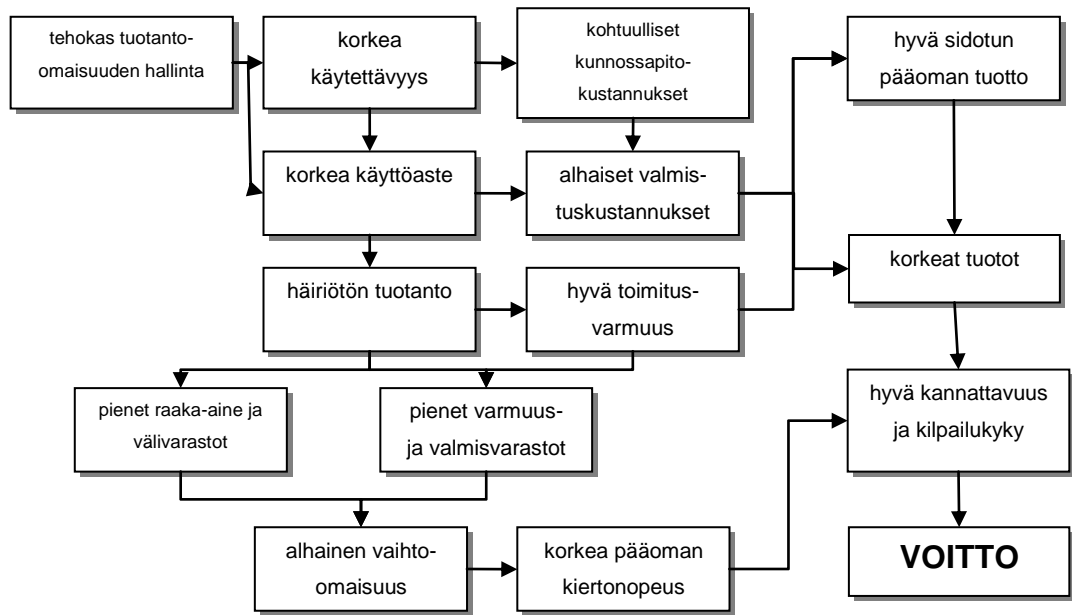 tehokas tuotanto-
omaisuuden hallinta
korkea
käytettävyys
kohtuulliset
kunnossapito-
kustannukset
hyvä sidotun
pääoman tuotto
korkea käyttöaste
alhaiset valmis-
tuskustannukset
korkeat tuotot
häiriötön tuotanto
hyvä toimitus-
varmuus
pienet raaka-aine ja
välivarastot
pienet varmuus-
ja valmisvarastot
hyvä kannattavuus
ja kilpailukyky
alhainen vaihto-
omaisuus
korkea pääoman
kiertonopeus
VOITTO